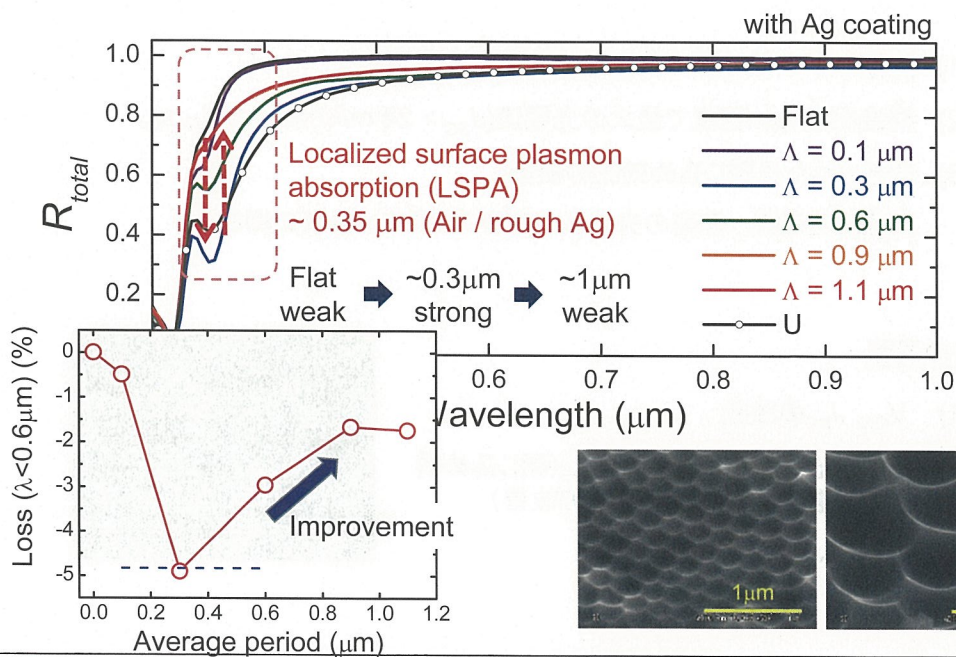 with Ag coating
1.0
0.8
0.6
0.4
0.2
R_total
Flat
Λ = 0.1 μm
Λ = 0.3 μm
Λ = 0.6 μm
Λ = 0.9 μm
Λ = 1.1 μm
U
Localized surface plasmon
absorption (LSPA)
~ 0.35 μm (Air / rough Ag)
Flat
weak
~0.3μm
strong
~1μm
weak
0.6 0.7 0.8 0.9 1.0
Wavelength (μm)
Loss (λ<0.6μm) (%)
0
-1
-2
-3
-4
-5
Improvement
0.0 0.2 0.4 0.6 0.8 1.0 1.2
Average period (μm)
1μm